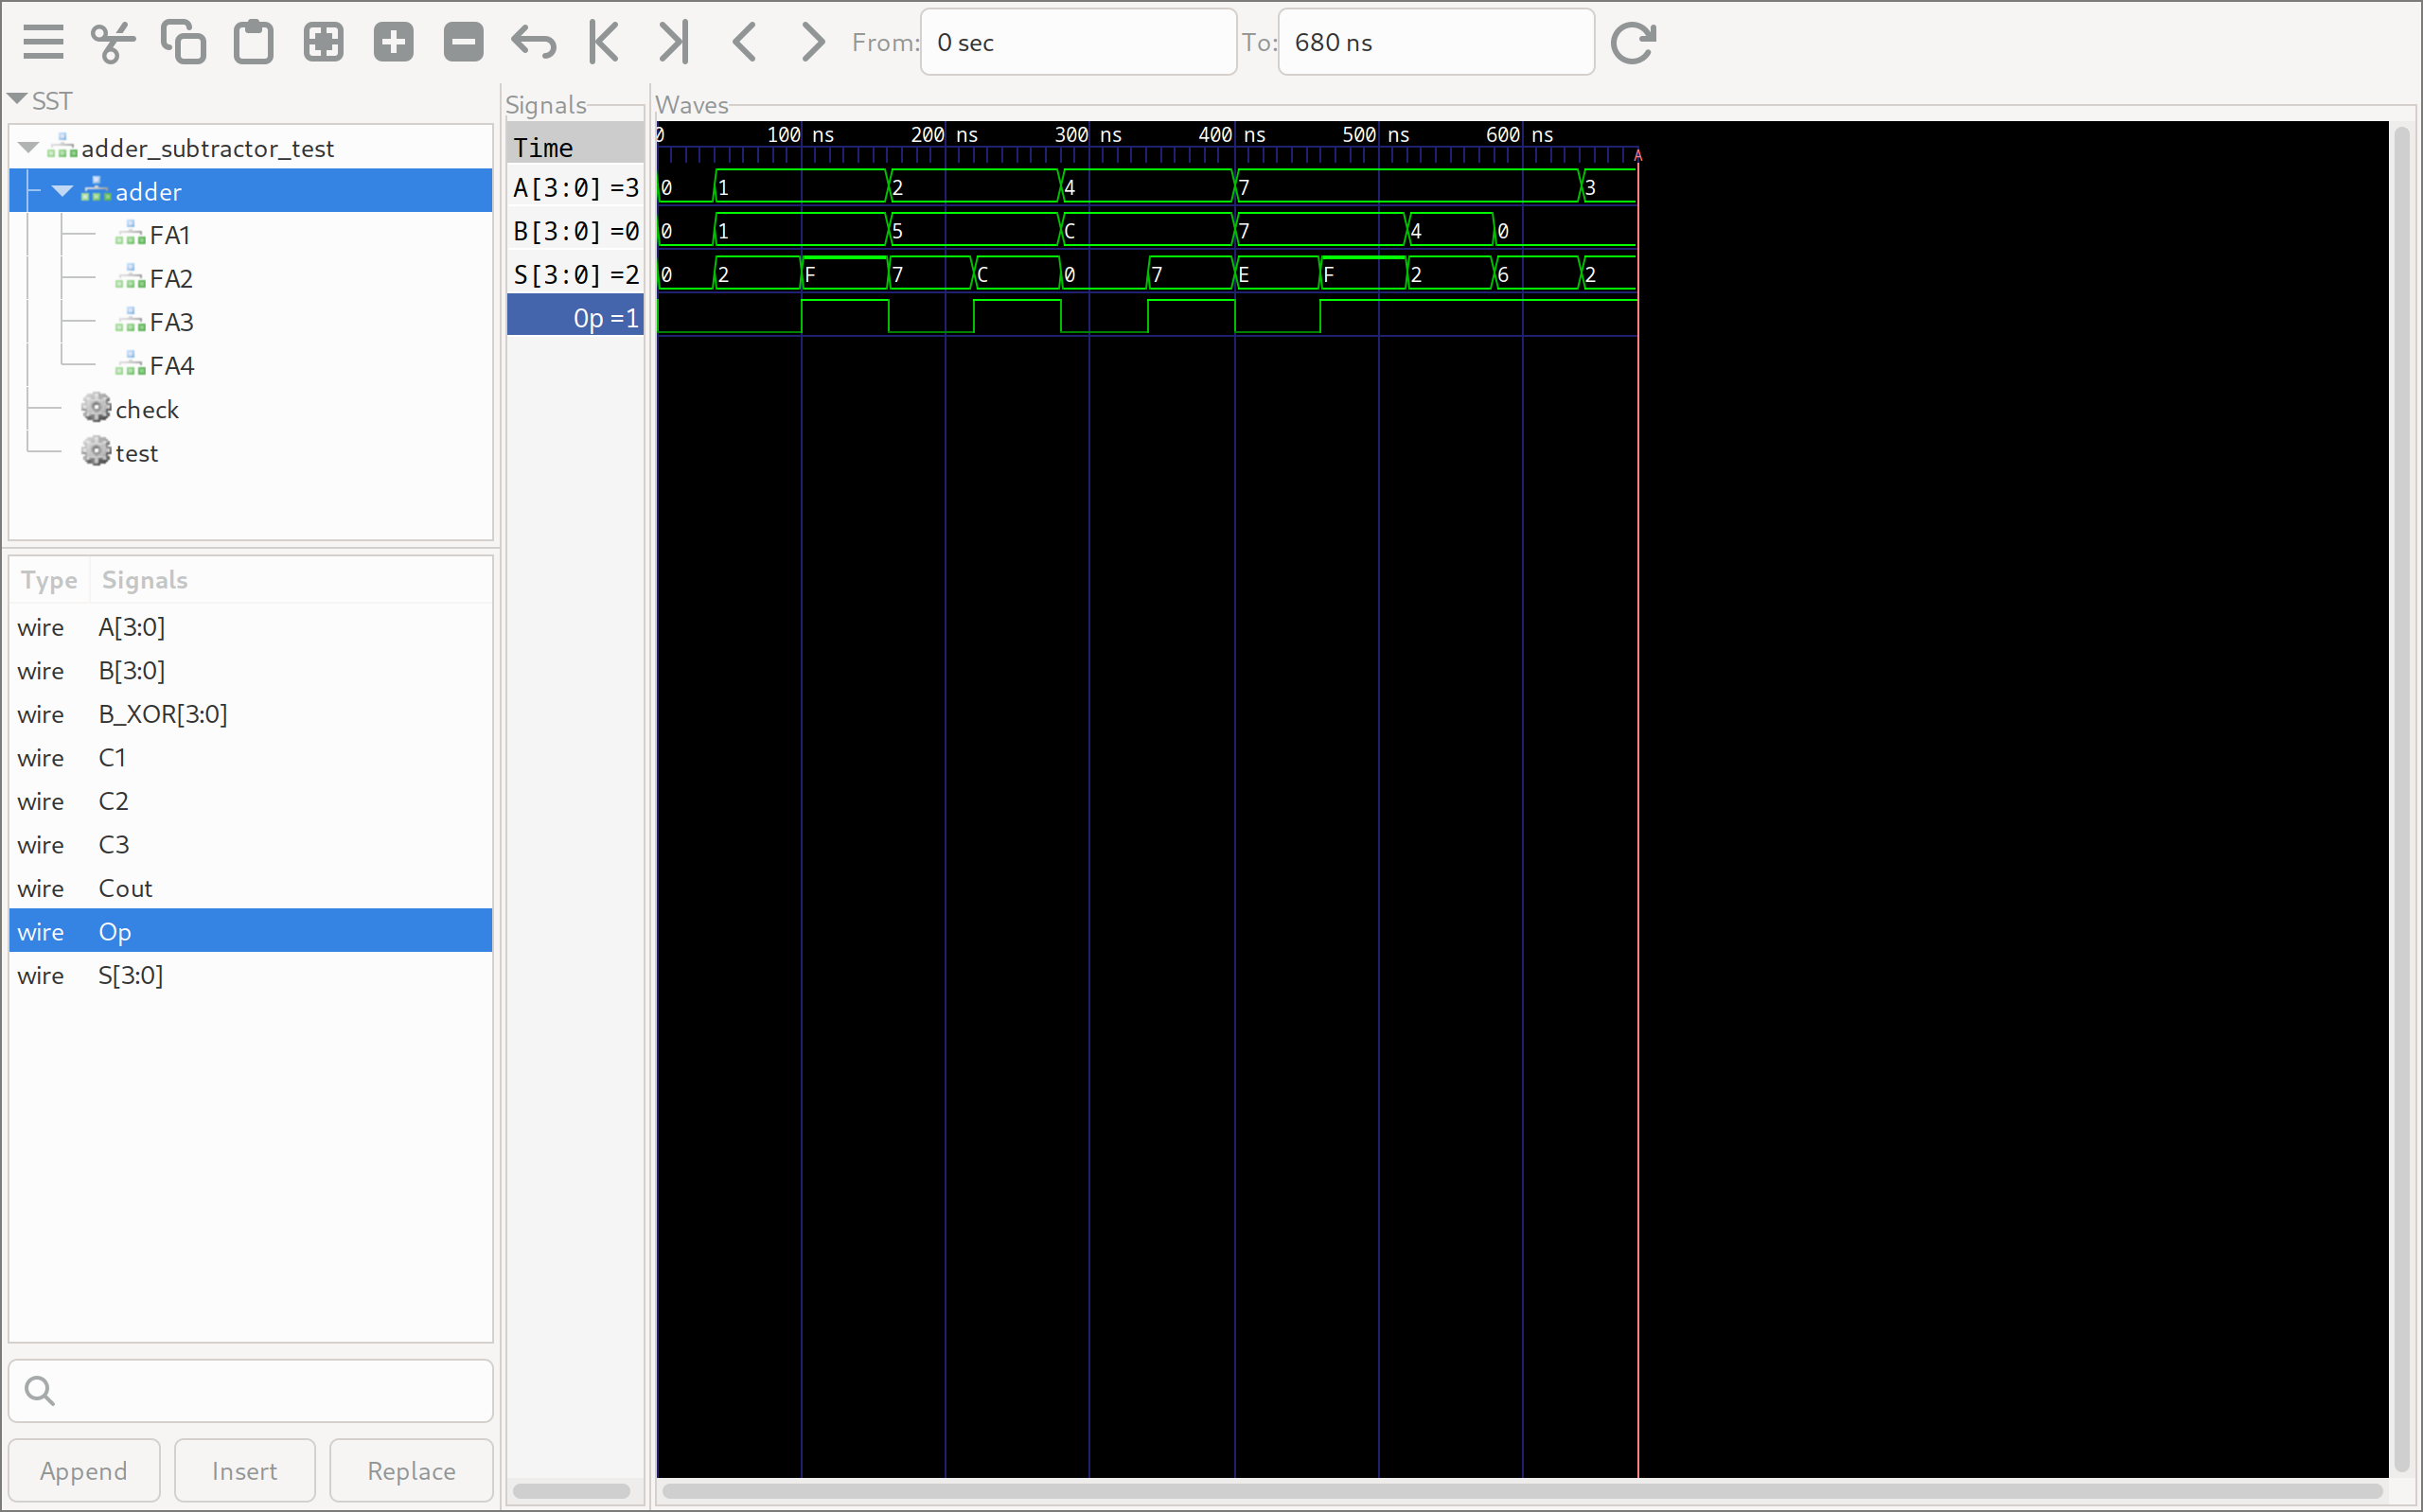 From: 0 sec To: 680 ns
SST
adder_subtractor_test
adder
FA1
FA2
FA3
FA4
check
test
Type Signals
wire A[3:0]
wire B[3:0]
wire B_XOR[3:0]
wire C1
wire C2
wire C3
wire Cout
wire Op
wire S[3:0]
Append Insert Replace
Signals
Time
A[3:0] =3
B[3:0] =0
S[3:0] =2
Op =1
Waves
0 100 ns 200 ns 300 ns 400 ns 500 ns 600 ns
A
0 1 2 4 7 3
0 1 5 C 7 4 0
0 2 F 7 C 0 7 E F 2 6 2